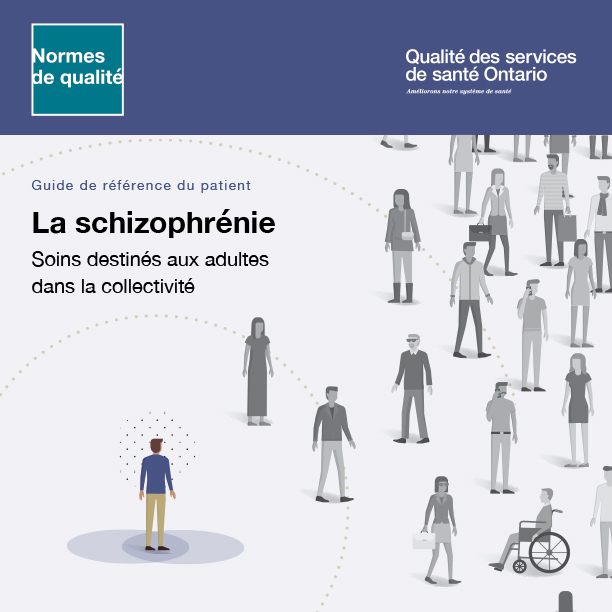 Normes
de qualité
Qualité des services
de santé Ontario
Améliorons notre système de santé
Guide de référence du patient
La schizophrénie
Soins destinés aux adultes
dans la collectivité